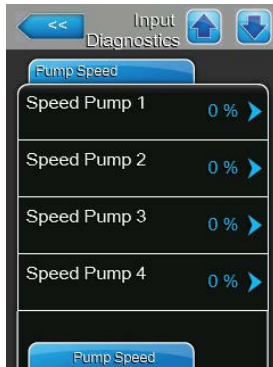 <<
Input
Diagnostics
Pump Speed
Speed Pump 1 0 %
Speed Pump 2 0 %
Speed Pump 3 0 %
Speed Pump 4 0 %
Pump Speed